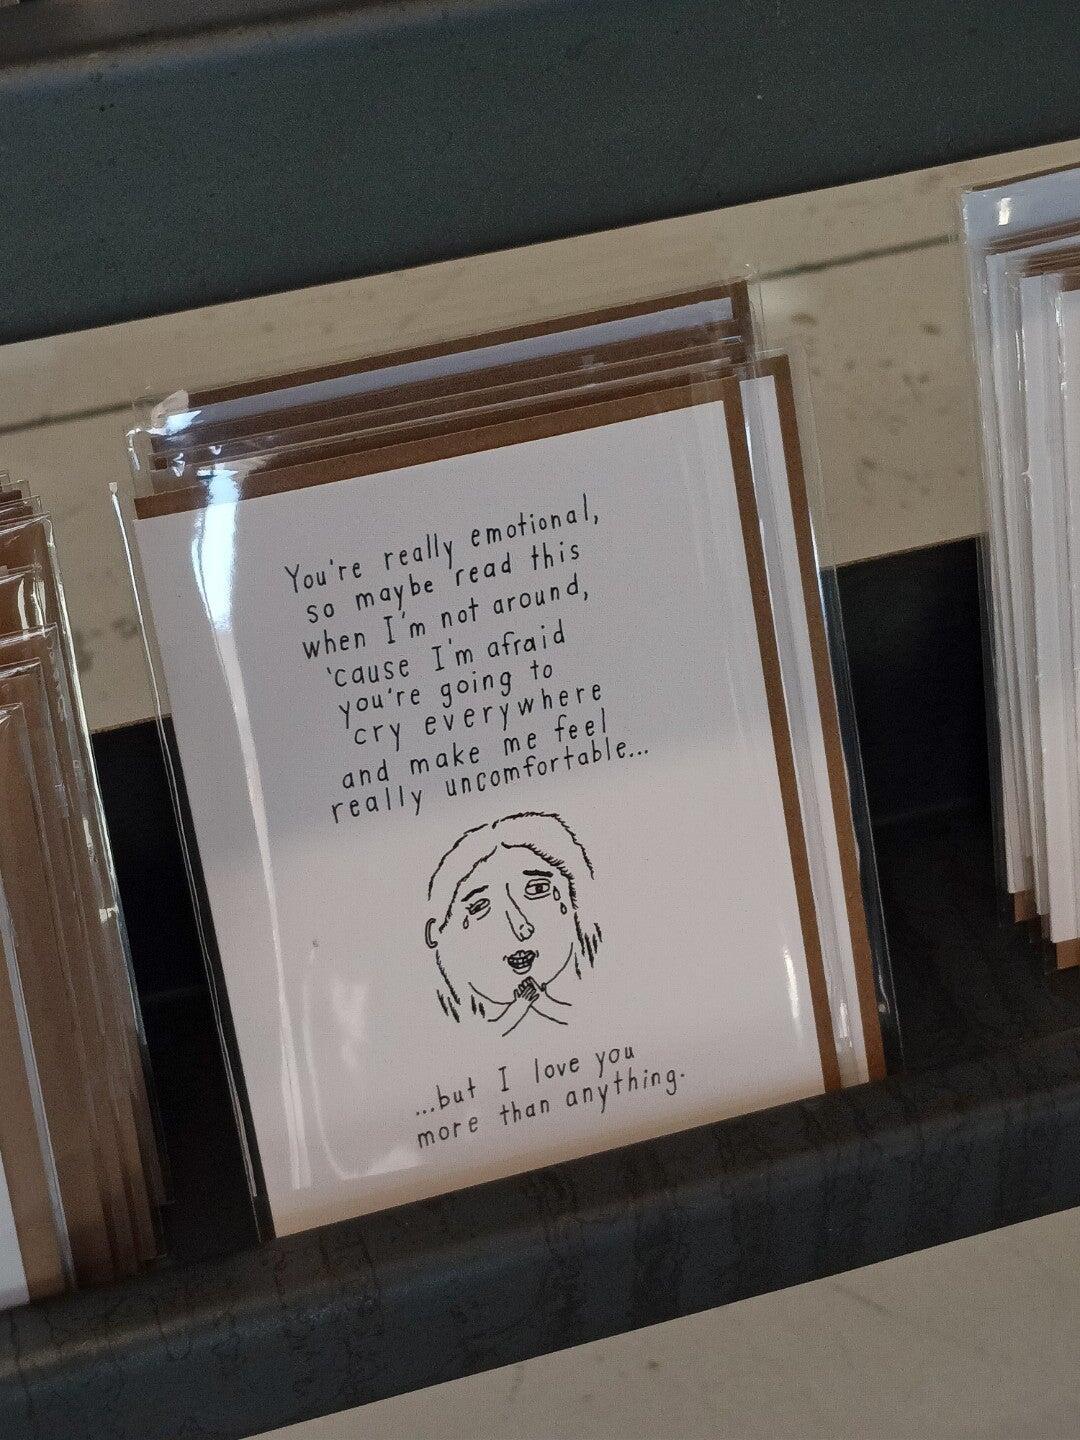 You're really emotional,
so maybe read this
when I'm not around,
'cause I'm afraid
you're going to
cry everywhere
and make me feel
really uncomfortable...
...but I love you
more than anything.